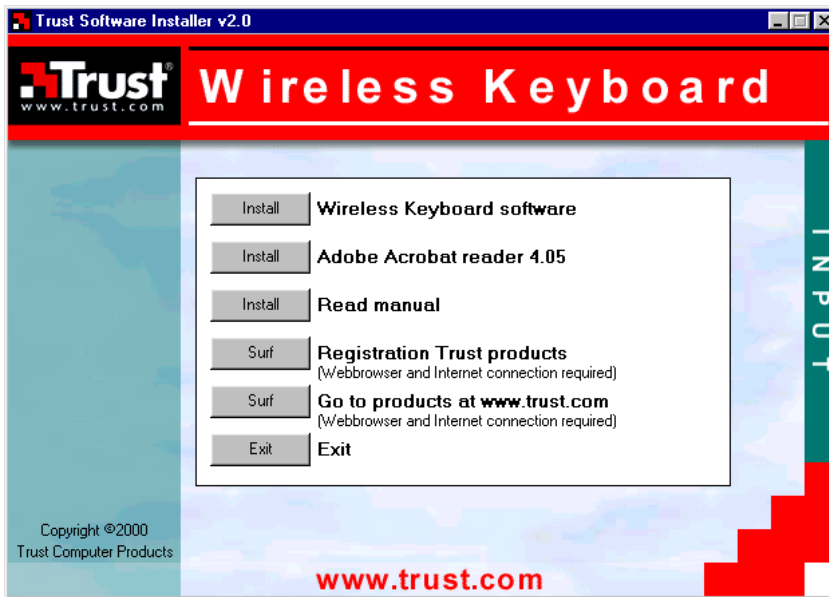 Trust Software Installer v2.0
Trust®
www.trust.com
Wireless Keyboard
Install Wireless Keyboard software
Install Adobe Acrobat reader 4.05
Install Read manual
Surf Registration Trust products
(Webbrowser and Internet connection required)
Surf Go to products at www.trust.com
(Webbrowser and Internet connection required)
Exit Exit
INPUT
Copyright ©2000
Trust Computer Products
www.trust.com